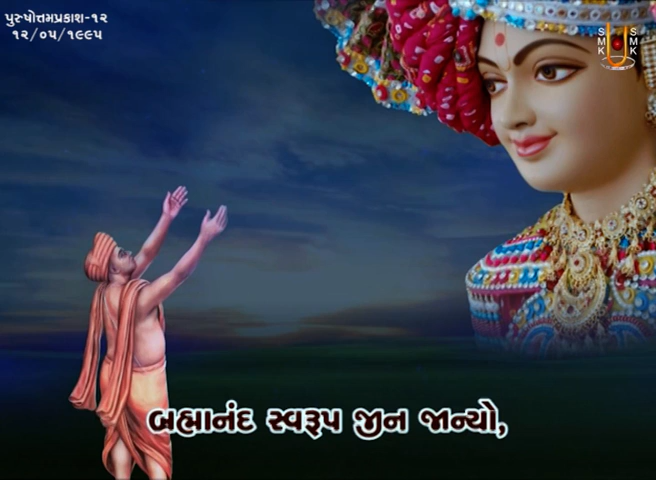 પુરુષોત્તમપ્રકાશ-૧૨
૧૨/૦૫/૧૯૯૫
S S
M M
K K
બ્રહ્માનંદ સ્વરૂપ જીન જાન્યો,